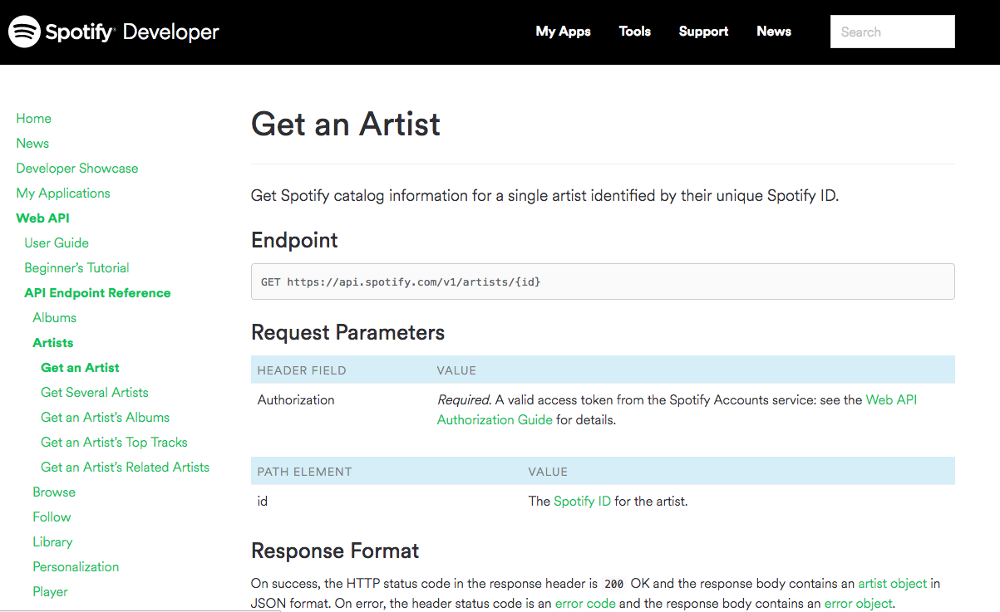 Spotify® Developer
My Apps Tools Support News Search
Home
News
Developer Showcase
My Applications
Web API
User Guide
Beginner's Tutorial
API Endpoint Reference
Albums
Artists
Get an Artist
Get Several Artists
Get an Artist's Albums
Get an Artist's Top Tracks
Get an Artist's Related Artists
Browse
Follow
Library
Personalization
Player
Get an Artist
Get Spotify catalog information for a single artist identified by their unique Spotify ID.
Endpoint
GET https://api.spotify.com/v1/artists/{id}
Request Parameters
HEADER FIELD VALUE
Authorization Required. A valid access token from the Spotify Accounts service: see the Web API
Authorization Guide for details.
PATH ELEMENT VALUE
id The Spotify ID for the artist.
Response Format
On success, the HTTP status code in the response header is 200 OK and the response body contains an artist object in
JSON format. On error, the header status code is an error code and the response body contains an error object.